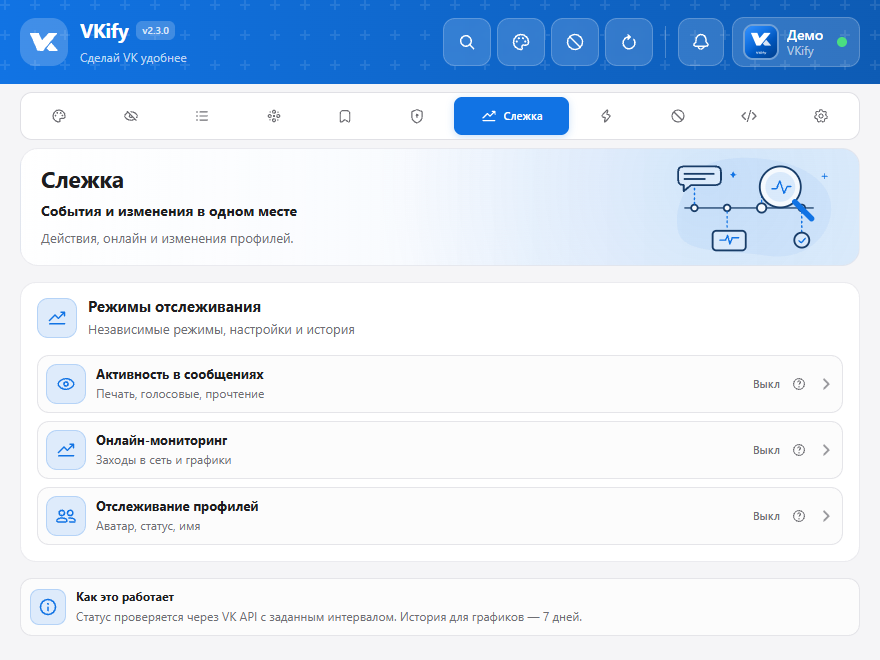 VKify v2.3.0
Сделай VK удобнее
Демо
VKify
Слежка
Слежка
События и изменения в одном месте
Действия, онлайн и изменения профилей.
Режимы отслеживания
Независимые режимы, настройки и история
Активность в сообщениях
Печать, голосовые, прочтение
Выкл
Онлайн-мониторинг
Заходы в сеть и графики
Выкл
Отслеживание профилей
Аватар, статус, имя
Выкл
Как это работает
Статус проверяется через VK API с заданным интервалом. История для графиков — 7 дней.